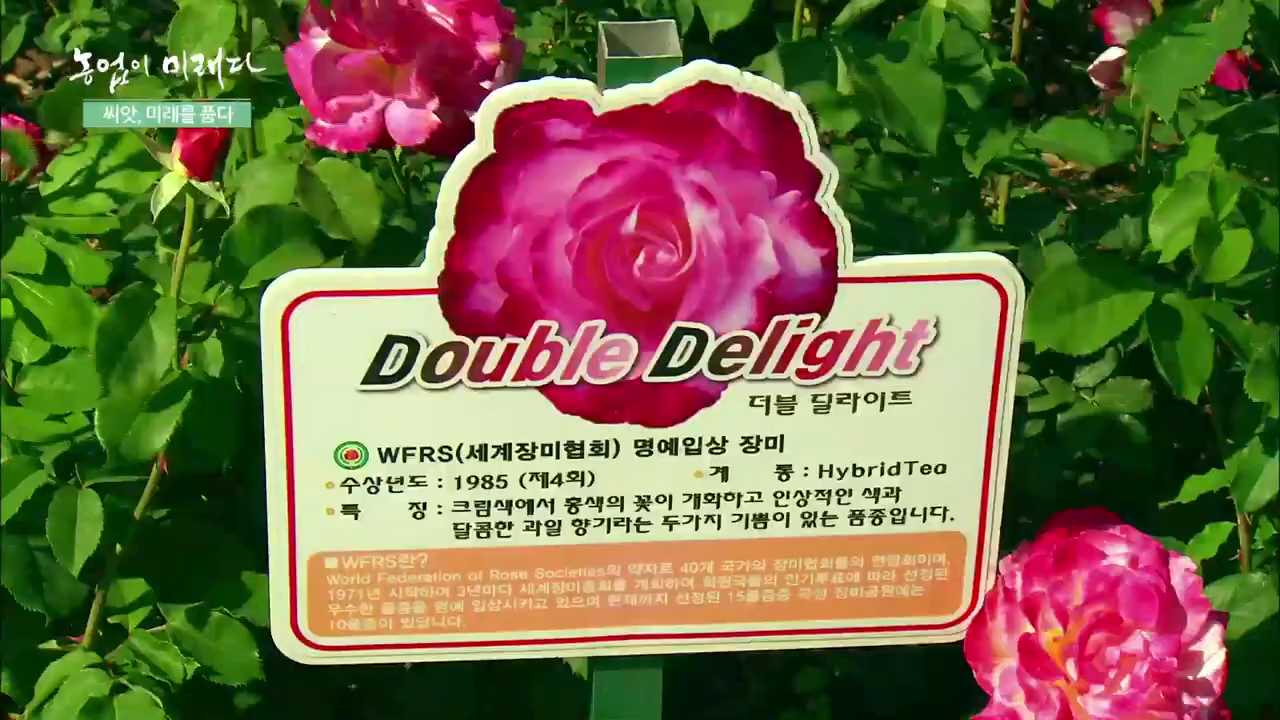 농업이 미래다
씨앗, 미래를 품다
Double Delight
더블 딜라이트
WFRS(세계장미협회) 명예입상 장미
수상년도 : 1985 (제4회) 계 통 : HybridTea
특 징 : 크림색에서 홍색의 꽃이 개화하고 인상적인 색과
달콤한 과일 향기라는 두가지 기쁨이 있는 품종입니다.
■WFRS란?
World Federation of Rose Societies의 약자로 40개 국가의 장미협회들의 연맹회이며,
1971년 시작하여 3년마다 세계장미총회를 개최하여 회원국들의 인기투표에 따라 선정된
우수한 품종을 명예 입상시키고 있으며 현재까지 선정된 15품종중 곡성 장미공원에는
10품종이 있답니다.